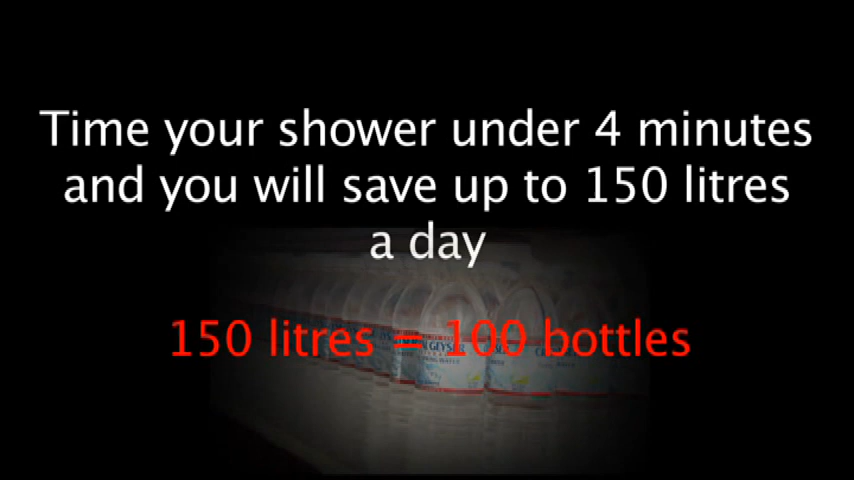 Time your shower under 4 minutes
and you will save up to 150 litres
a day
150 litres = 100 bottles
GEYSER